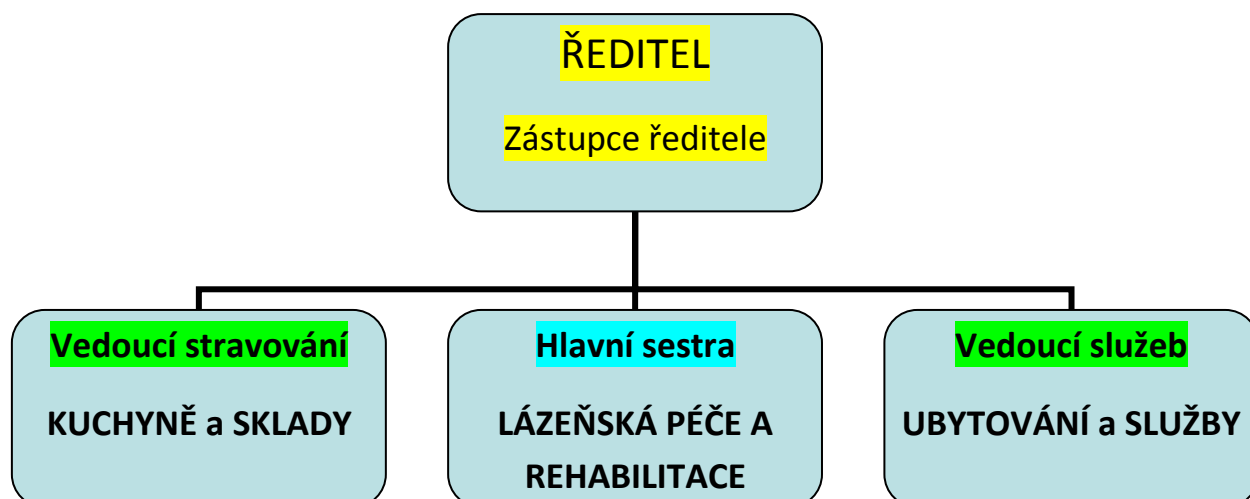 ŘEDITEL
Zástupce ředitele
Vedoucí stravování
KUCHYNĚ a SKLADY
Hlavní sestra
LÁZEŇSKÁ PÉČE A
REHABILITACE
Vedoucí služeb
UBYTOVÁNÍ a SLUŽBY